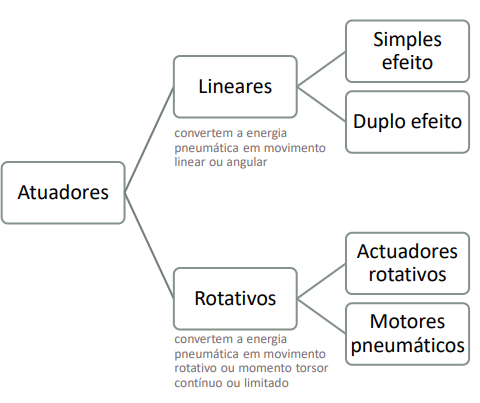 Atuadores
Lineares
convertem a energia
pneumática em movimento
linear ou angular
Simples
efeito
Duplo efeito
Rotativos
convertem a energia
pneumática em movimento
rotativo ou momento torsor
contínuo ou limitado
Actuadores
rotativos
Motores
pneumáticos